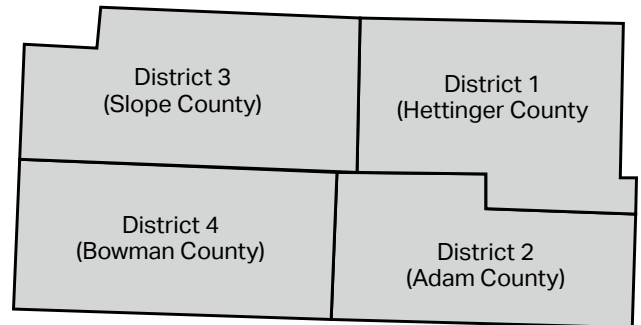 District 3
(Slope County)
District 1
(Hettinger County
District 4
(Bowman County)
District 2
(Adam County)